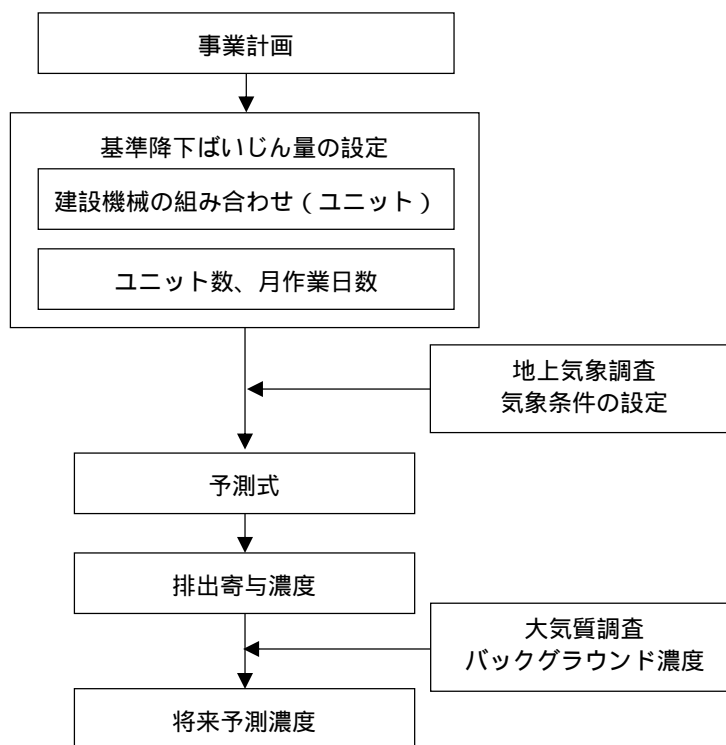 事業計画
基準降下ばいじん量の設定
建設機械の組み合わせ（ユニット）
ユニット数、月作業日数
地上気象調査
気象条件の設定
予測式
排出寄与濃度
大気質調査
バックグラウンド濃度
将来予測濃度